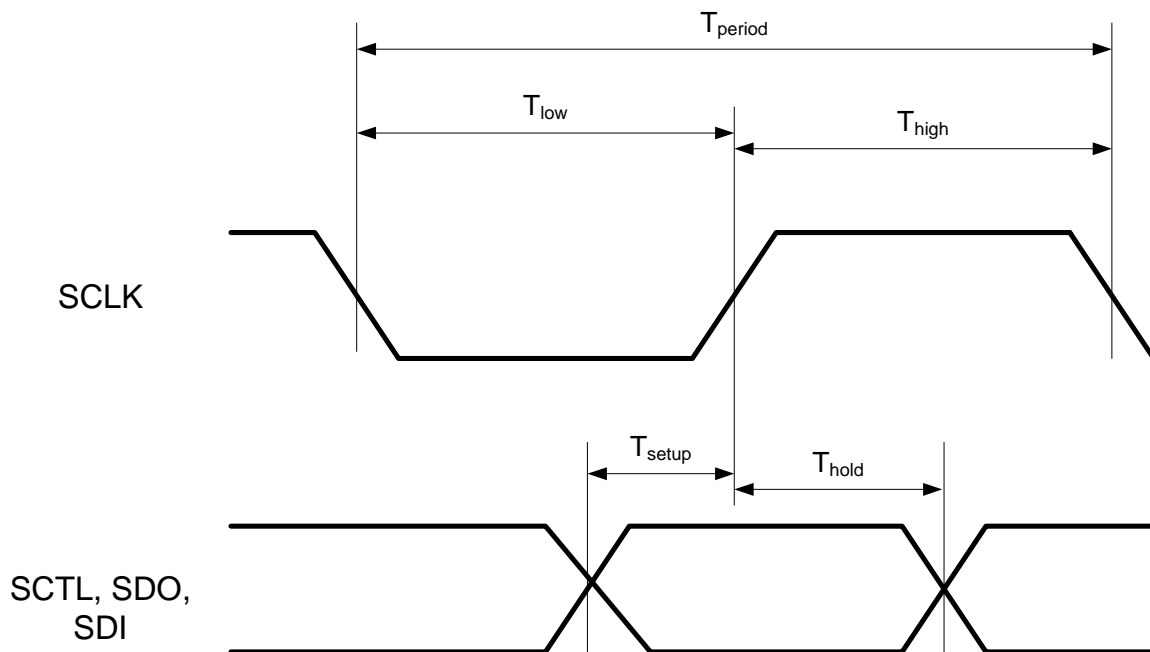 Tperiod
Tlow
Thigh
SCLK
Tsetup
Thold
SCTL, SDO,
SDI